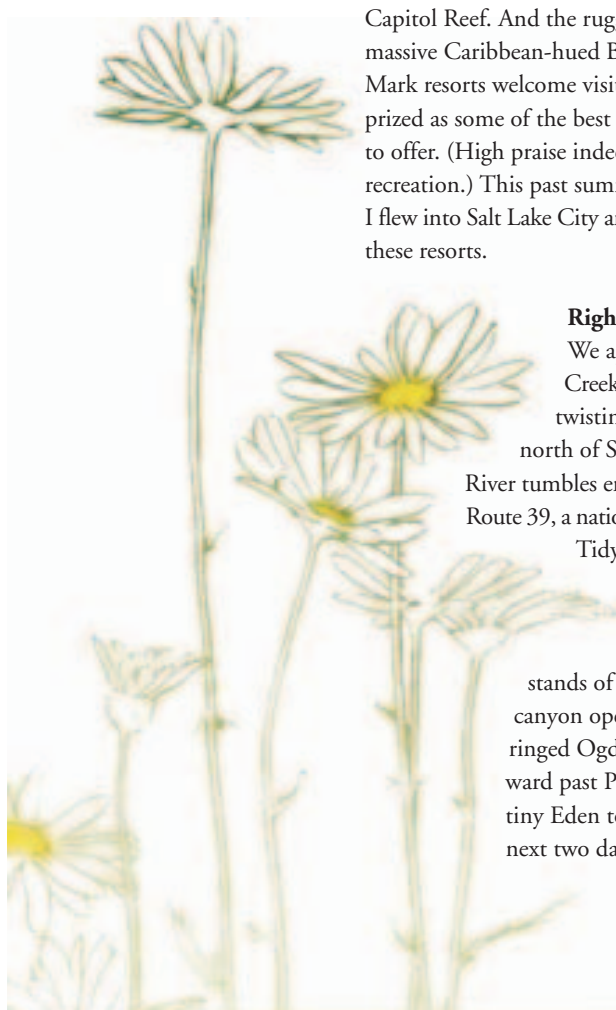 Capitol Reef. And the rug
massive Caribbean-hued B
Mark resorts welcome visit
prized as some of the best
to offer. (High praise indee
recreation.) This past sum
I flew into Salt Lake City a
these resorts.
Righ
We a
Creek
twistin
north of S
River tumbles e
Route 39, a natio
Tidy
stands of
canyon ope
ringed Ogd
ward past P
tiny Eden t
next two da